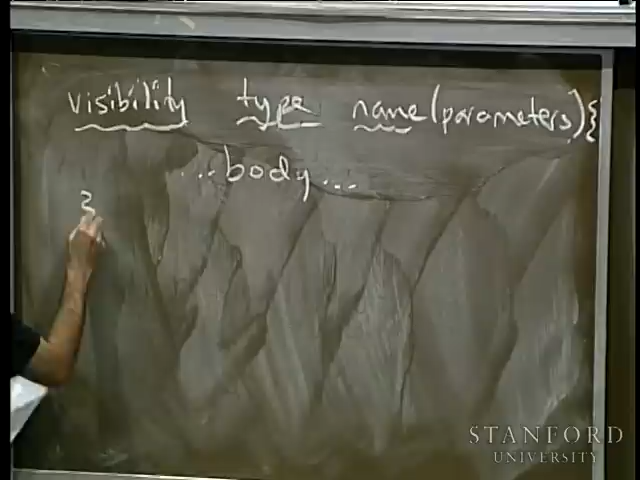 visibility type name(parameters){
...body...
}
STANFORD
UNIVERSITY